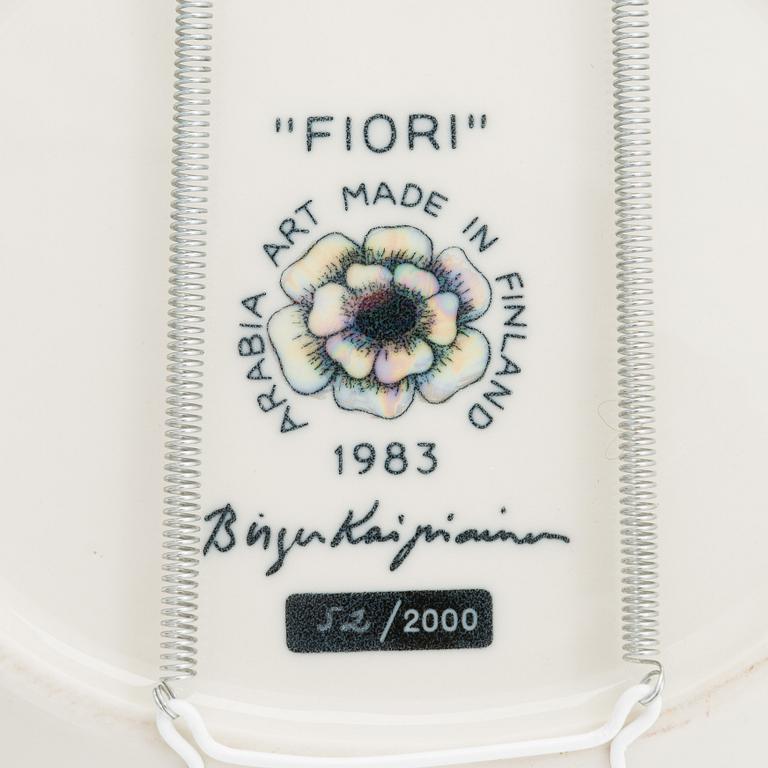 "FIORI"
ARABIA ART MADE IN FINLAND
1983
Birger Kaipiainen
52/2000